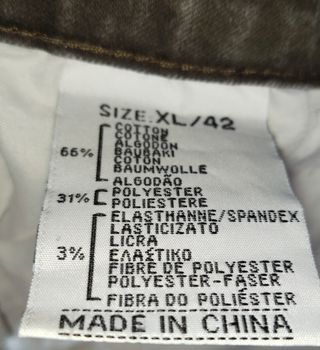 SIZE.XL/42
COTTON
COTONE
ALGODON
66% BAUBAKI
COTON
BAUMWOLLE
ALGODÃO
31% POLYESTER
POLIESTERE
ELASTHANNE/SPANDEX
LASTICIZATO
LICRA
3% ΕΛΑΣΤΙΚΟ
FIBRE DE POLYESTER
POLYESTER-FASER
FIBRA DO POLIÉSTER
MADE IN CHINA